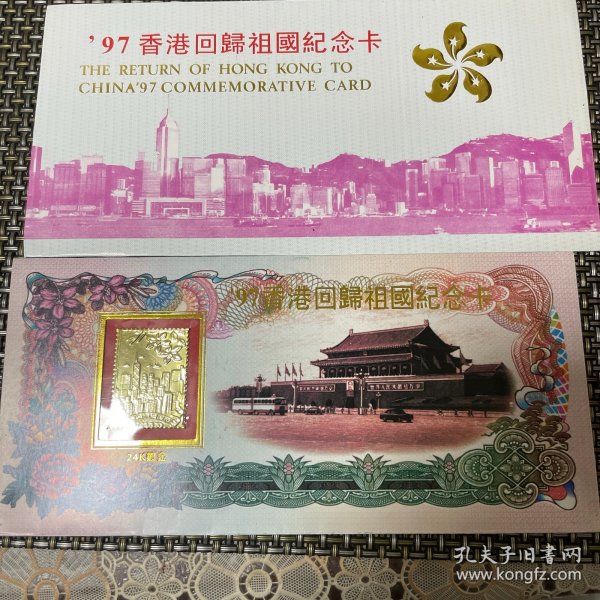 ’97香港回歸祖國紀念卡
THE RETURN OF HONG KONG TO
CHINA’97 COMMEMORATIVE CARD
’97香港回歸祖國紀念卡
24K鍍金
孔夫子旧書网
www.kongfz.com